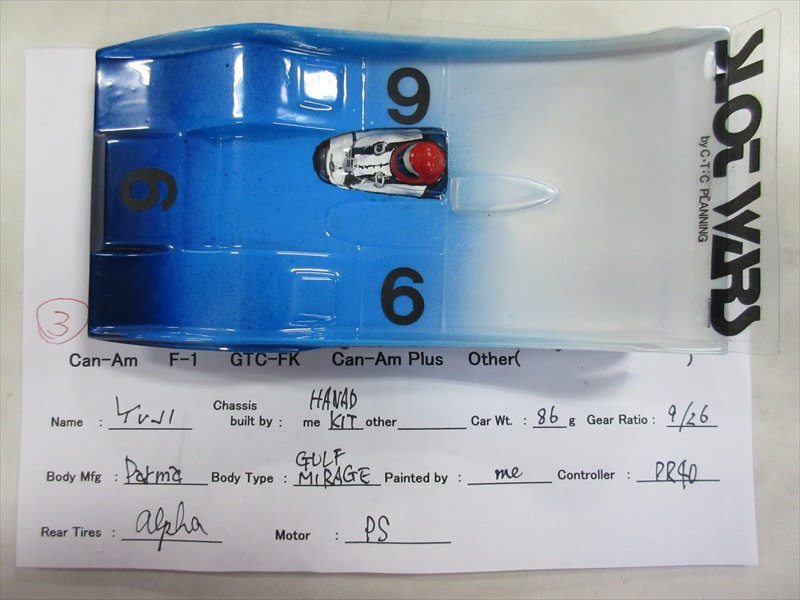 6
6
6
SLOT WARS
by C・T・C PLANNING
3
Can-Am F-1 GTC-FK Can-Am Plus Other( )
Name : YUJI Chassis built by : me HANAD KIT other Car Wt. : 86 g Gear Ratio : 9/26
Body Mfg : Parma Body Type : GULF MIRAGE Painted by : me Controller : PR40
Rear Tires : alpha Motor : PS